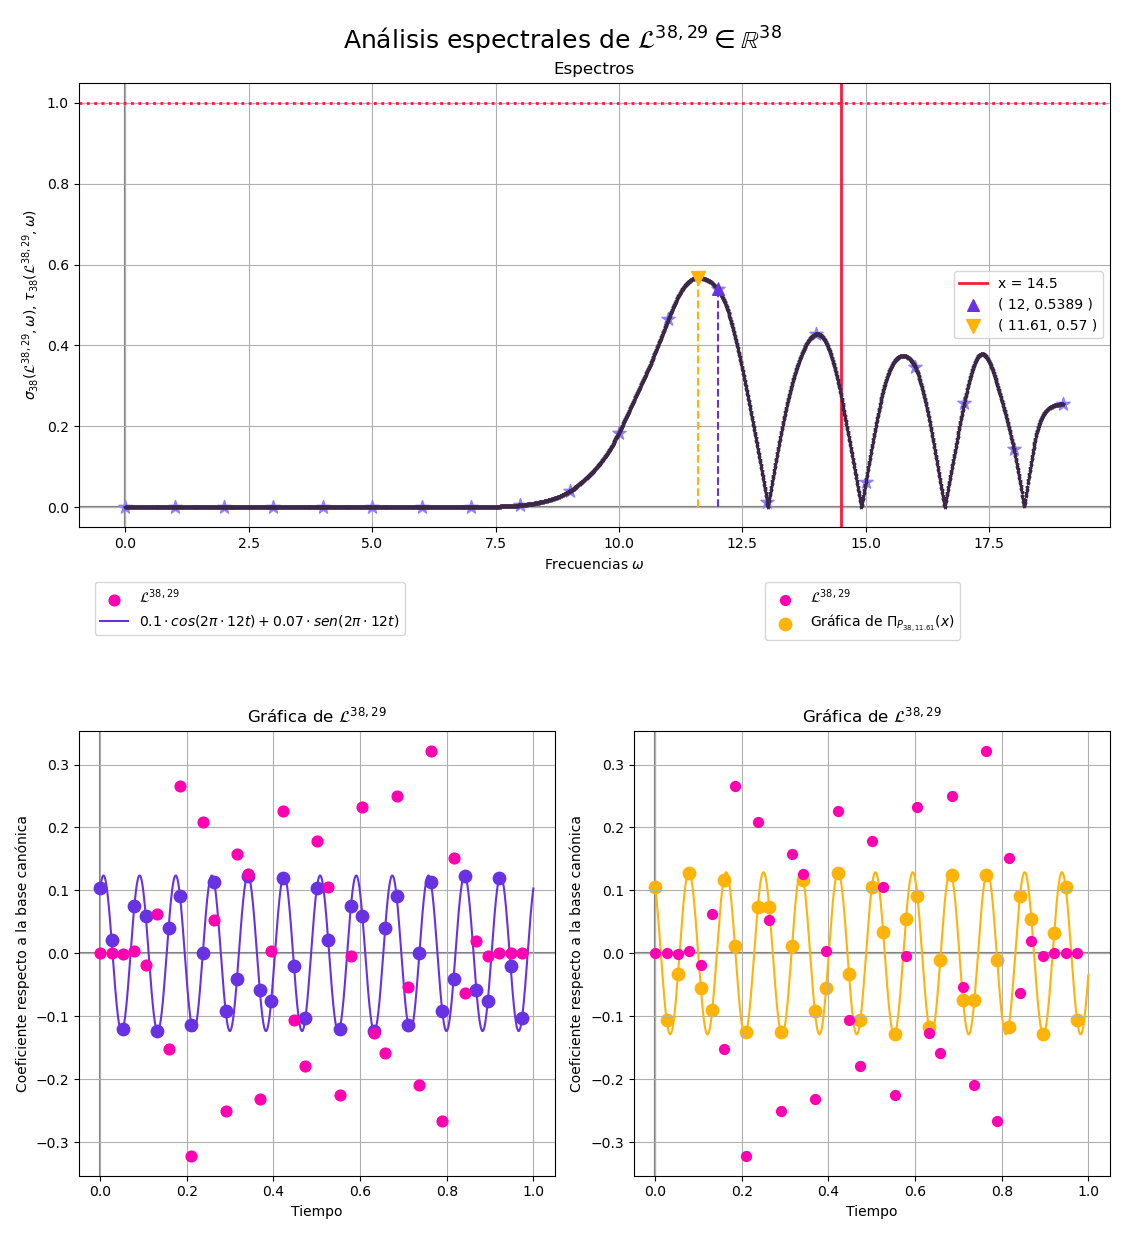 Análisis espectrales de 𝓛^{38,29} ∈ ℝ^{38}
Espectros
σ_{38}(𝓛^{38,29}, ω), τ_{38}(𝓛^{38,29}, ω)
1.0
0.8
0.6
0.4
0.2
0.0
x = 14.5
( 12, 0.5389 )
( 11.61, 0.57 )
0.0 2.5 5.0 7.5 10.0 12.5 15.0 17.5
Frecuencias ω
𝓛^{38,29}
0.1 · cos(2π · 12t) + 0.07 · sen(2π · 12t)
𝓛^{38,29}
Gráfica de Π_{P_{38,11.61}}(x)
Gráfica de 𝓛^{38,29}
Coeficiente respecto a la base canónica
0.3
0.2
0.1
0.0
−0.1
−0.2
−0.3
0.0 0.2 0.4 0.6 0.8 1.0
Tiempo
Gráfica de 𝓛^{38,29}
Coeficiente respecto a la base canónica
0.3
0.2
0.1
0.0
−0.1
−0.2
−0.3
0.0 0.2 0.4 0.6 0.8 1.0
Tiempo